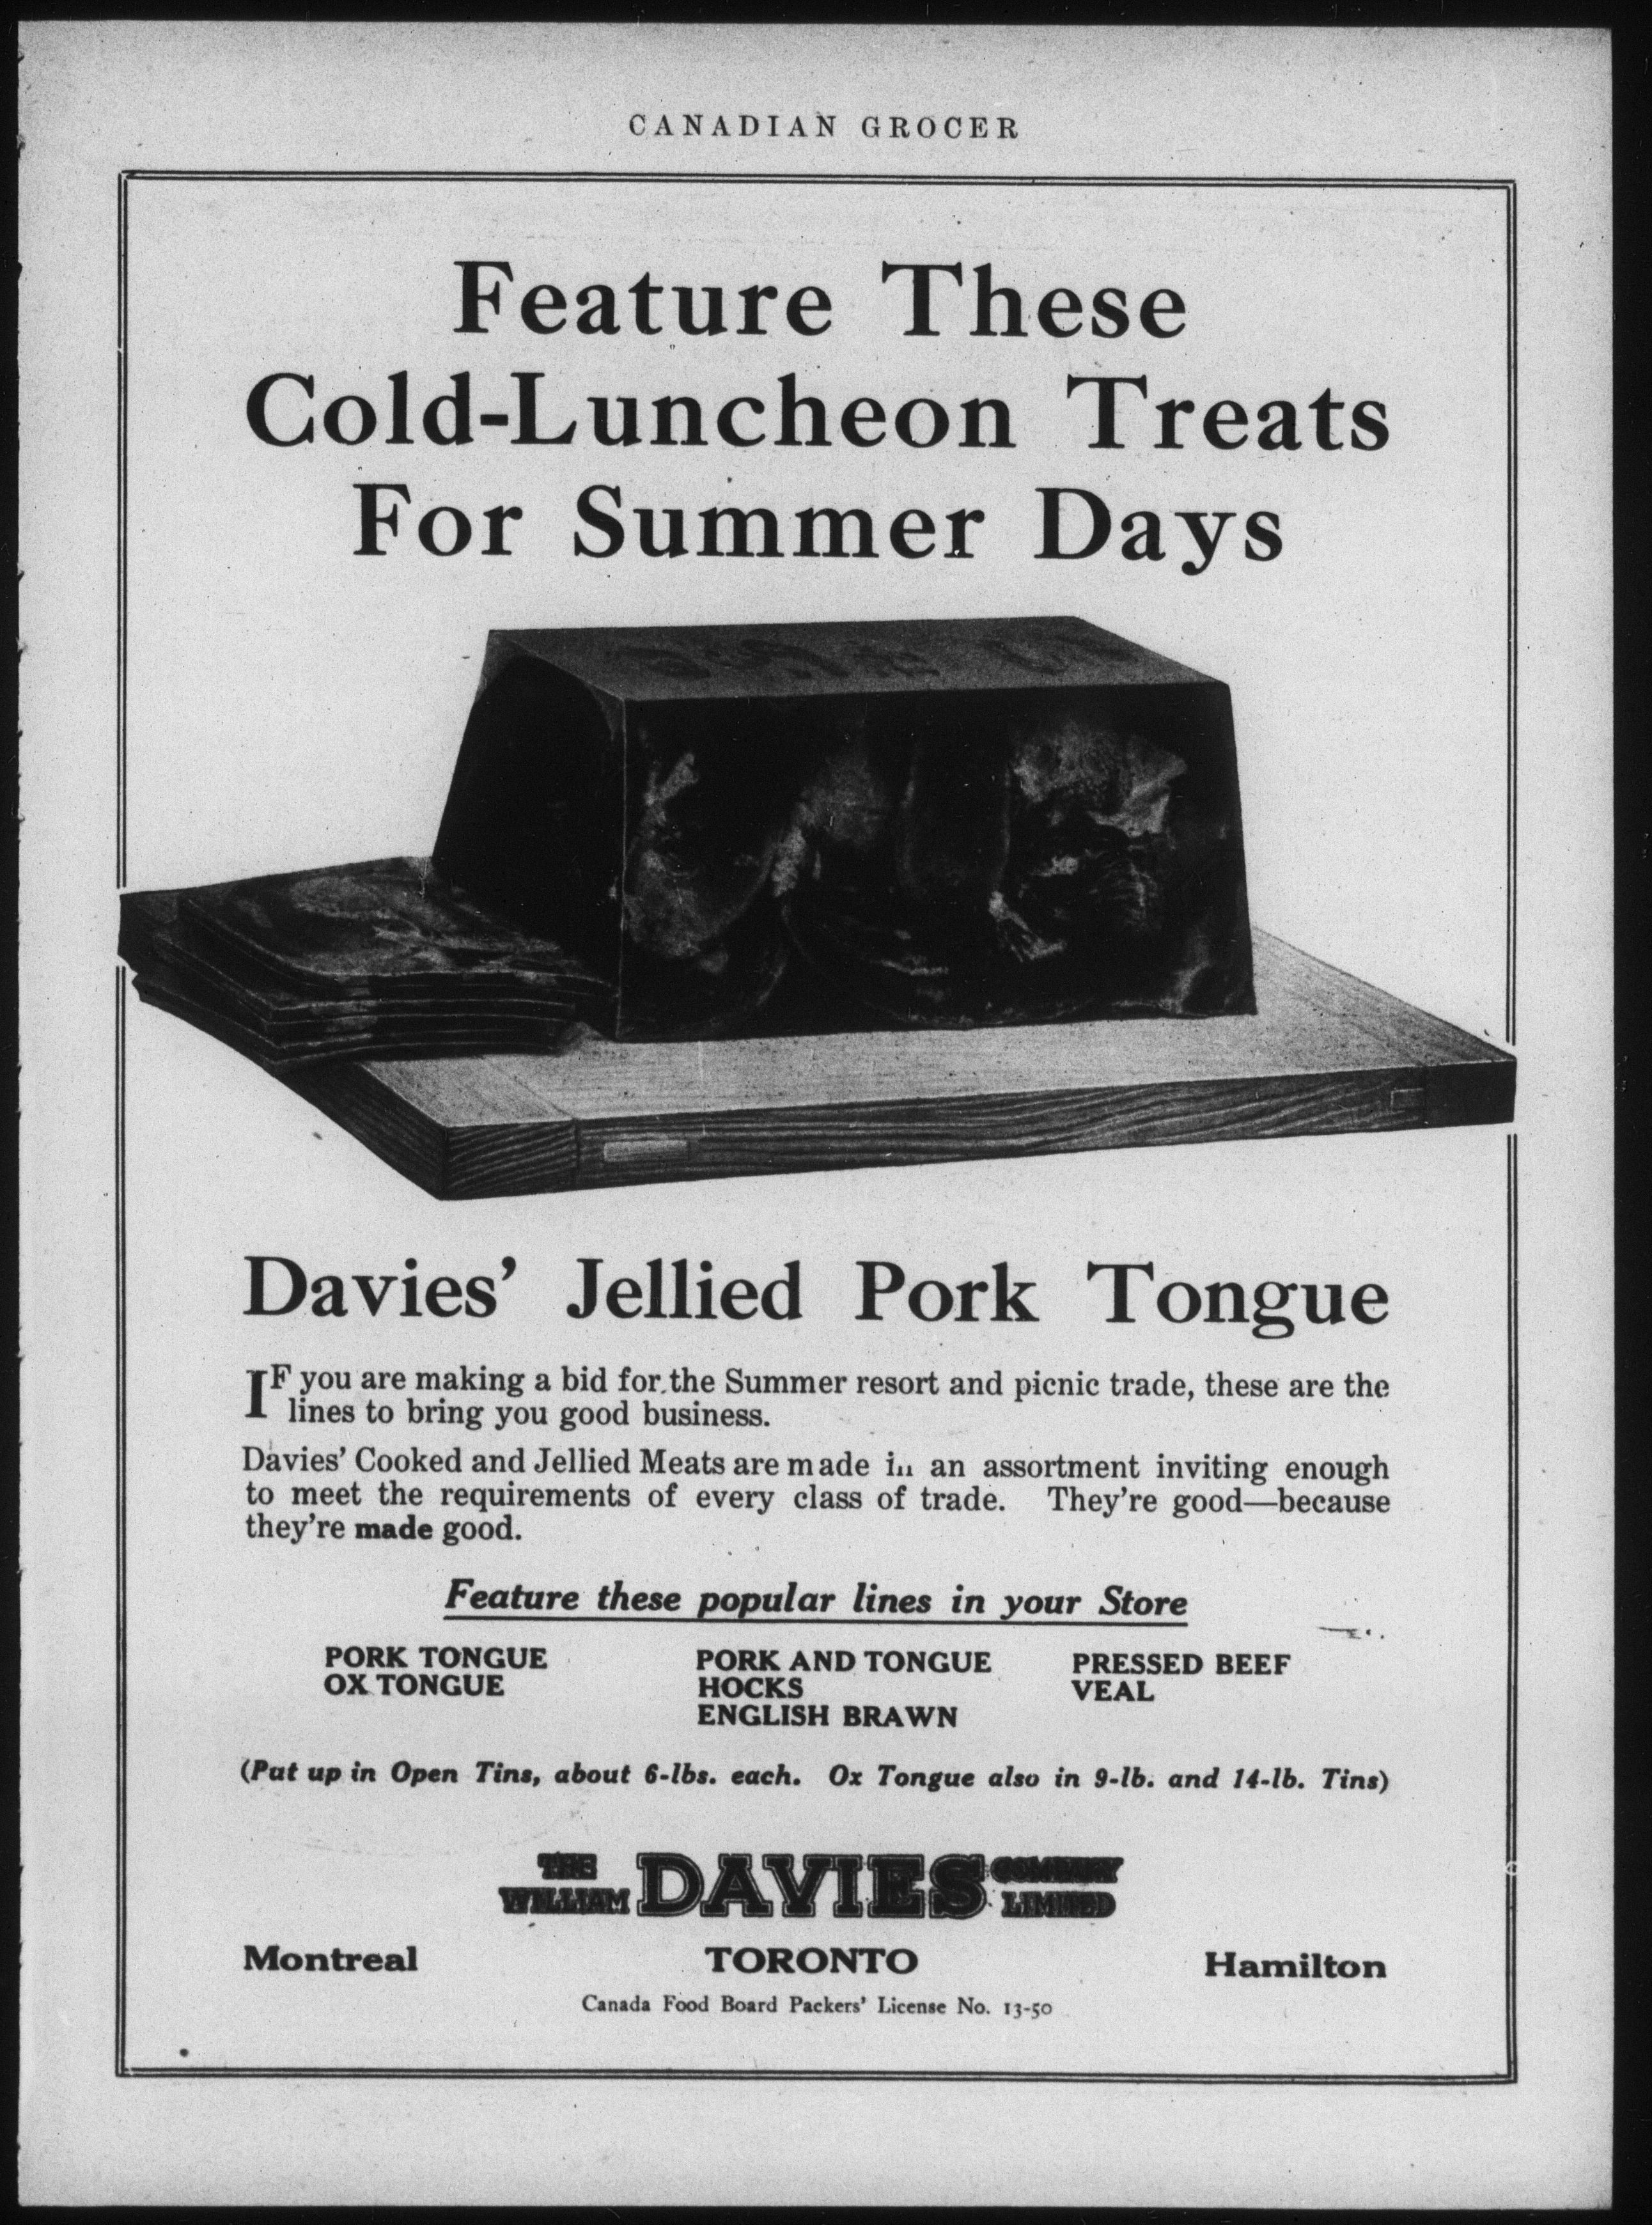 CANADIAN GROCER
Feature These
Cold-Luncheon Treats
For Summer Days
Davies' Jellied Pork Tongue
IF you are making a bid for the Summer resort and picnic trade, these are the
lines to bring you good business.
Davies' Cooked and Jellied Meats are made in an assortment inviting enough
to meet the requirements of every class of trade. They're good—because
they're made good.
Feature these popular lines in your Store
PORK TONGUE
OX TONGUE
PORK AND TONGUE
HOCKS
ENGLISH BRAWN
PRESSED BEEF
VEAL
(Put up in Open Tins, about 6-lbs. each. Ox Tongue also in 9-lb. and 14-lb. Tins)
THE WILLIAM DAVIES COMPANY LIMITED
Montreal TORONTO Hamilton
Canada Food Board Packers' License No. 13-50